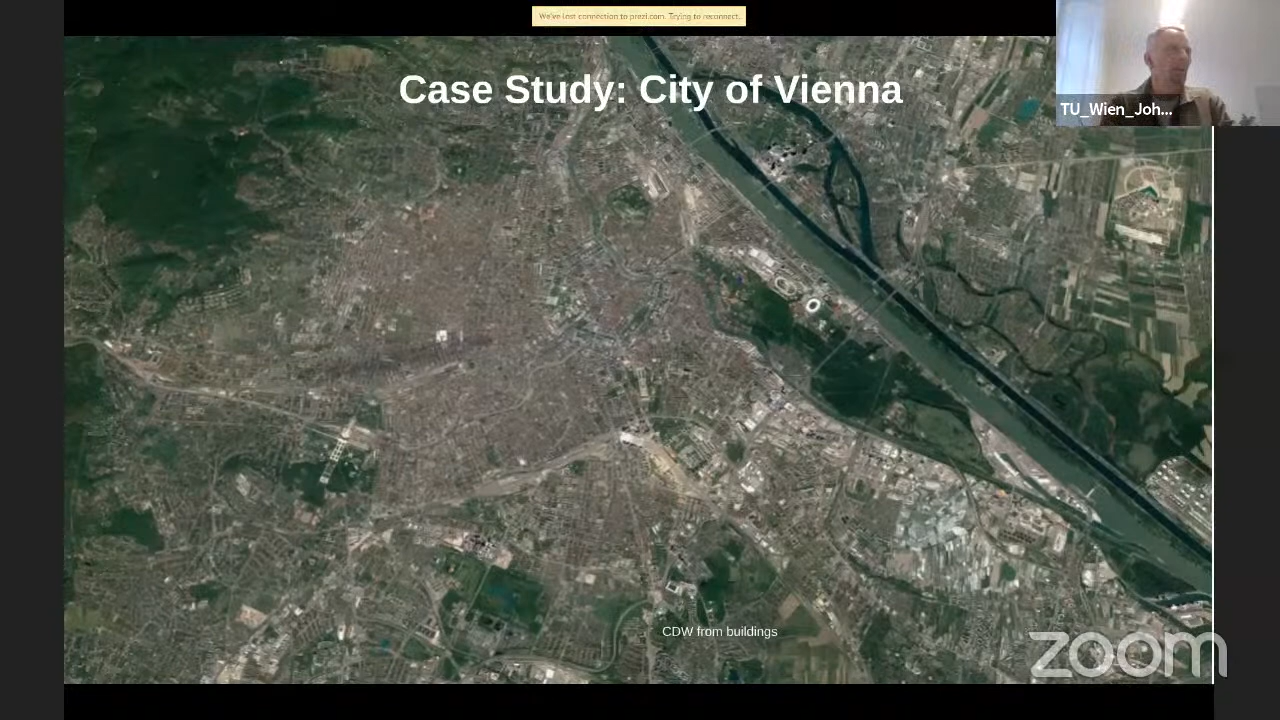 We've lost connection to prezi.com. Trying to reconnect...
Case Study: City of Vienna
TU_Wien_Joh...
CDW from buildings
zoom